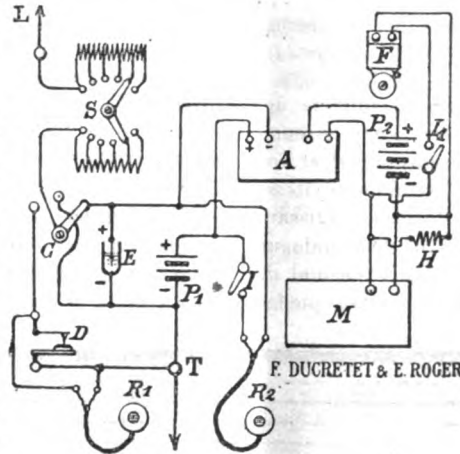 L
S
F
P2
I1
+
-
A
+
-
C
+
E
-
+
P1
-
I
H
M
D
T
R1
R2
F. DUCRETET & E. ROGER